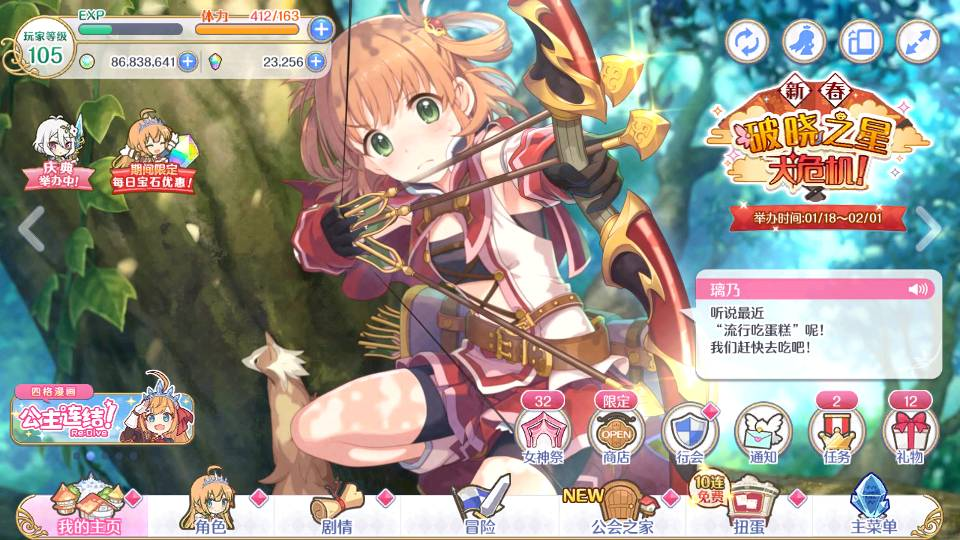 EXP
体力 412/163
玩家等级
105
86,838,641
23,256
庆典
举办中!
期间限定
每日宝石优惠!
新春
破晓之星
大危机!
举办时间:01/18～02/01
璃乃
听说最近
“流行吃蛋糕”呢!
我们赶快去吃吧!
四格漫画
公主连结!
Re:Dive
32
限定
2
12
OPEN
女神祭
商店
行会
通知
任务
礼物
NEW
10连
免费
我的主页
角色
剧情
冒险
公会之家
扭蛋
主菜单